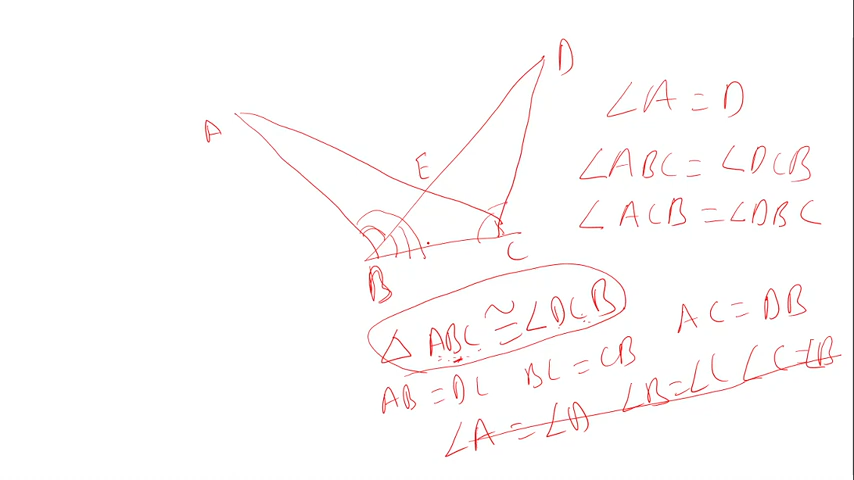 D
A
E
B
C
∠A = D
∠ABC = ∠DCB
∠ACB = ∠DBC
△ABC ≅ ∠DCB
AC = DB
AB = DC BC = CB
∠A = ∠D ∠B = ∠C ∠C = ∠B